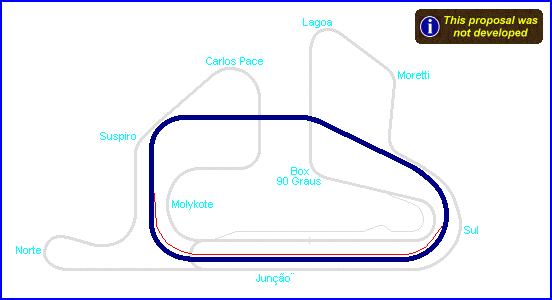 This proposal was
not developed
Lagoa
Carlos Pace
Moretti
Suspiro
Box
90 Graus
Molykote
Sul
Norte
Junção¨